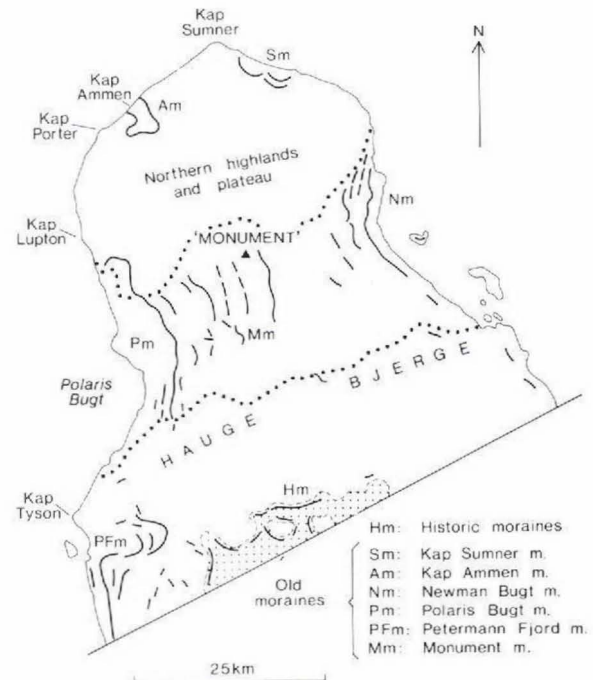 Kap
Sumner
N
Sm
Kap
Ammen
Am
Kap
Porter
Northern highlands
and plateau
Nm
Kap
Lupton
'MONUMENT'
Pm
Mm
Polaris
Bugt
HAUGE BJERGE
Kap
Tyson
Hm
PFm
Old
moraines
Hm: Historic moraines
Sm: Kap Sumner m.
Am: Kap Ammen m.
Nm: Newman Bugt m.
Pm: Polaris Bugt m.
PFm: Petermann Fjord m.
Mm: Monument m.
25km